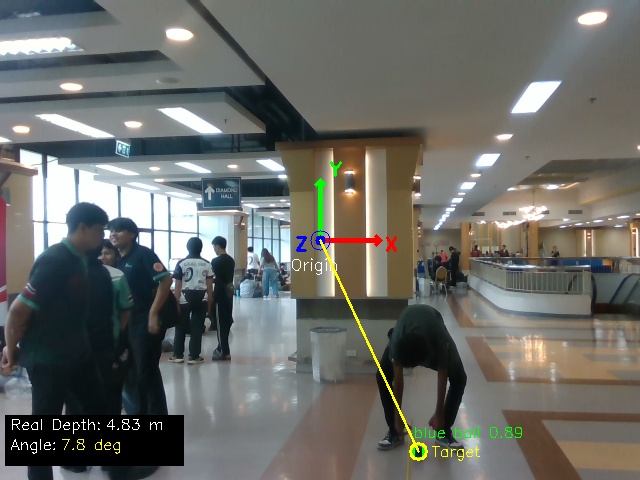 DIAMOND
HALL
Y
Z
X
Origin
blue ball 0.89
Target
Real Depth: 4.83 m
Angle: 7.8 deg